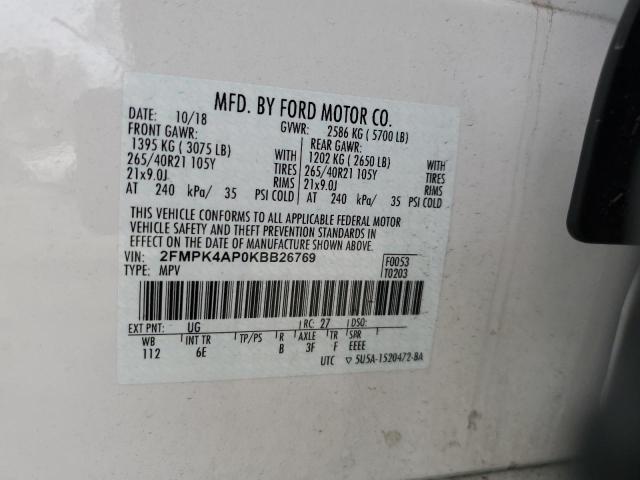 MFD. BY FORD MOTOR CO.
DATE: 10/18 GVWR: 2586 KG ( 5700 LB)
FRONT GAWR: REAR GAWR:
1395 KG ( 3075 LB) WITH 1202 KG ( 2650 LB) WITH
265/40R21 105Y TIRES 265/40R21 105Y TIRES
21x9.0J RIMS 21x9.0J RIMS
AT 240 kPa/ 35 PSI COLD AT 240 kPa/ 35 PSI COLD
THIS VEHICLE CONFORMS TO ALL APPLICABLE FEDERAL MOTOR
VEHICLE SAFETY AND THEFT PREVENTION STANDARDS IN
EFFECT ON THE DATE OF MANUFACTURE SHOWN ABOVE.
VIN: 2FMPK4AP0KBB26769 F0053
TYPE: MPV T0203
EXT PNT: UG RC: 27 DSO:
WB INT TR TP/PS R AXLE TR SPR
112 6E B 3F F EEEE
UTC ▽ 5U5A-1520472-BA